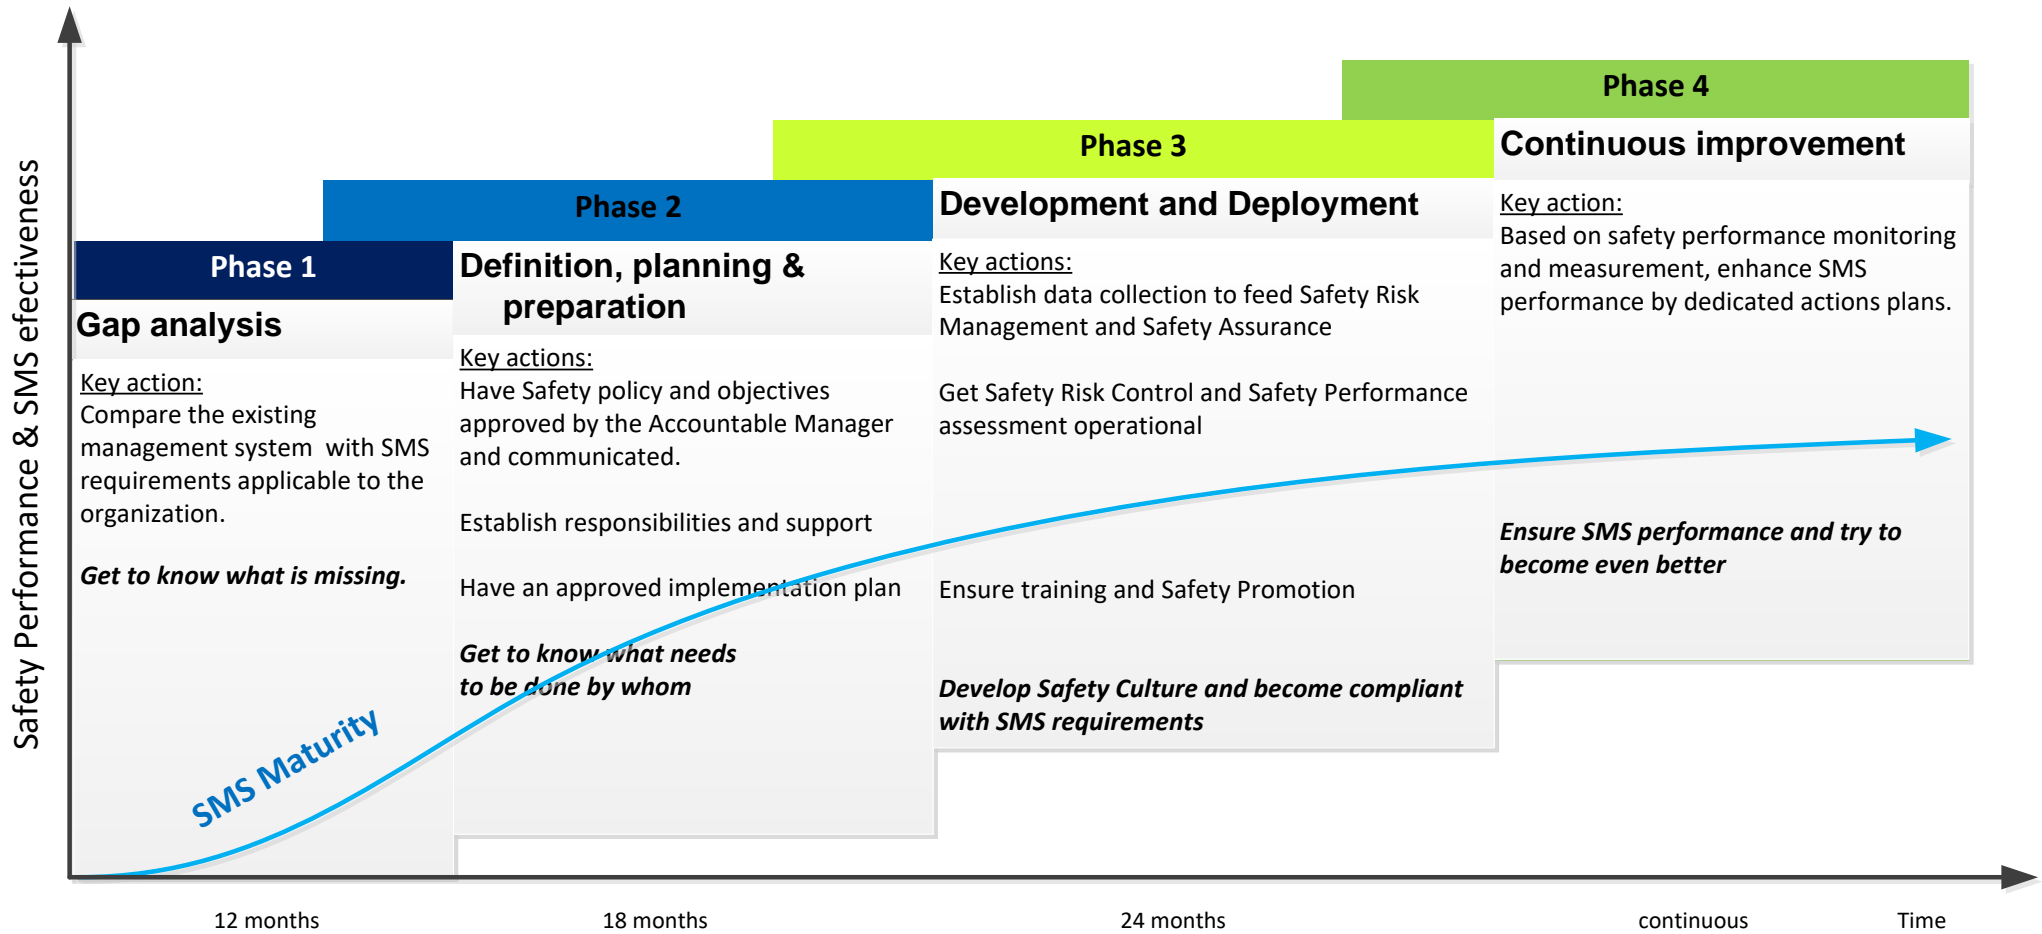 Safety Performance & SMS efectiveness
Phase 1
Gap analysis
Key action:
Compare the existing
management system  with SMS
requirements applicable to the
organization.
Get to know what is missing.
SMS Maturity
Phase 2
Definition, planning &
preparation
Key actions:
Have Safety policy and objectives
approved by the Accountable Manager
and communicated.
Establish responsibilities and support
Have an approved implementation plan
Get to know what needs
to be done by whom
Phase 3
Development and Deployment
Key actions:
Establish data collection to feed Safety Risk
Management and Safety Assurance
Get Safety Risk Control and Safety Performance
assessment operational
Ensure training and Safety Promotion
Develop Safety Culture and become compliant
with SMS requirements
Phase 4
Continuous improvement
Key action:
Based on safety performance monitoring
and measurement, enhance SMS
performance by dedicated actions plans.
Ensure SMS performance and try to
become even better
12 months
18 months
24 months
continuous
Time